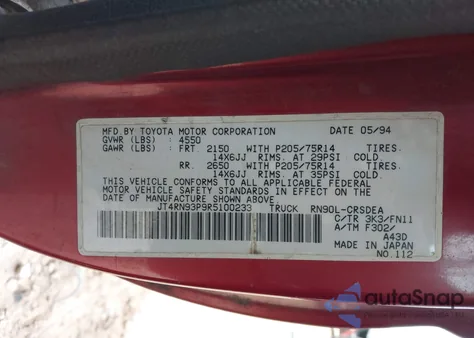 MFD BY TOYOTA MOTOR CORPORATION DATE 05/94
GVWR (LBS) : 4550
GAWR (LBS) : FRT 2150 WITH P205/75R14 TIRES.
14X6JJ RIMS. AT 29PSI COLD.
RR. 2650 WITH P205/75R14 TIRES.
14X6JJ RIMS. AT 35PSI COLD.
THIS VEHICLE CONFORMS TO ALL APPLICABLE FEDERAL
MOTOR VEHICLE SAFETY STANDARDS IN EFFECT ON THE
DATE OF MANUFACTURE SHOWN ABOVE.
JT4RN93P9R5100233 TRUCK RN90L-CRSDEA
C/TR 3K3/FN11
A/TM F302/
A43D
MADE IN JAPAN
NO. 112
autoSnap